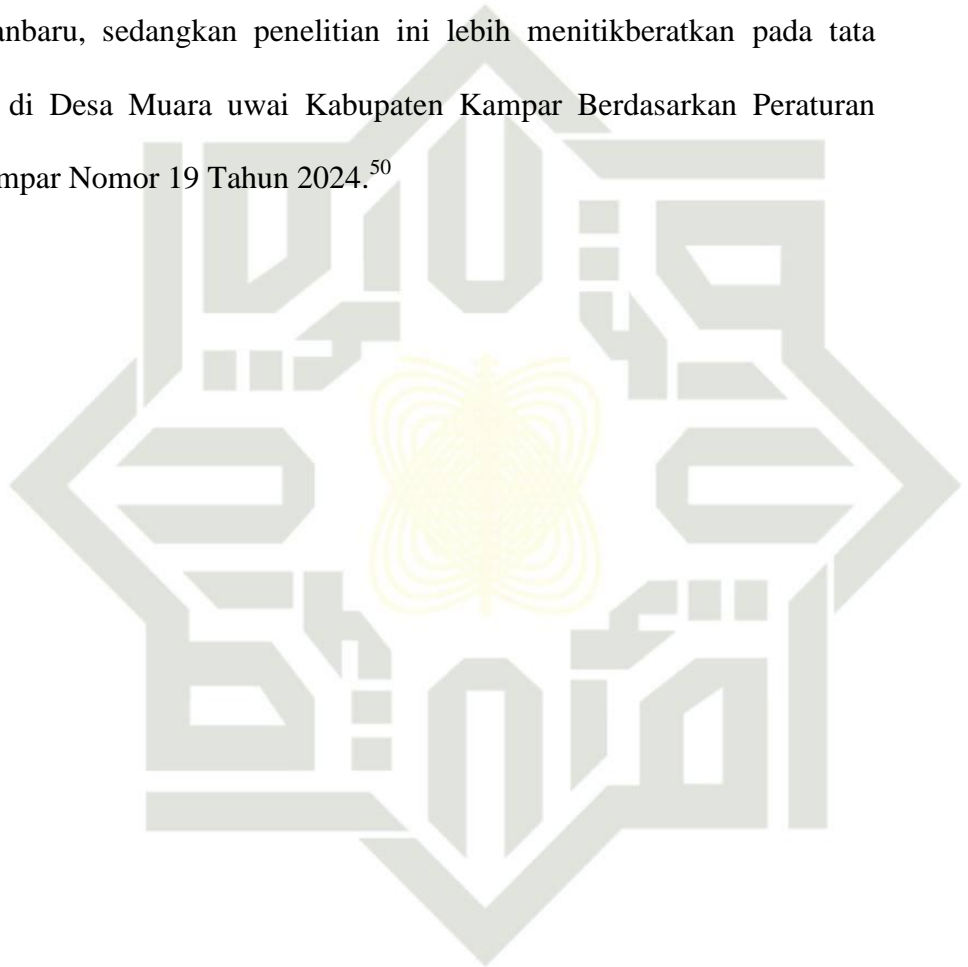 anbaru, sedangkan penelitian ini lebih menitikberatkan pada tata
di Desa Muara uwai Kabupaten Kampar Berdasarkan Peraturan
mpar Nomor 19 Tahun 2024.50